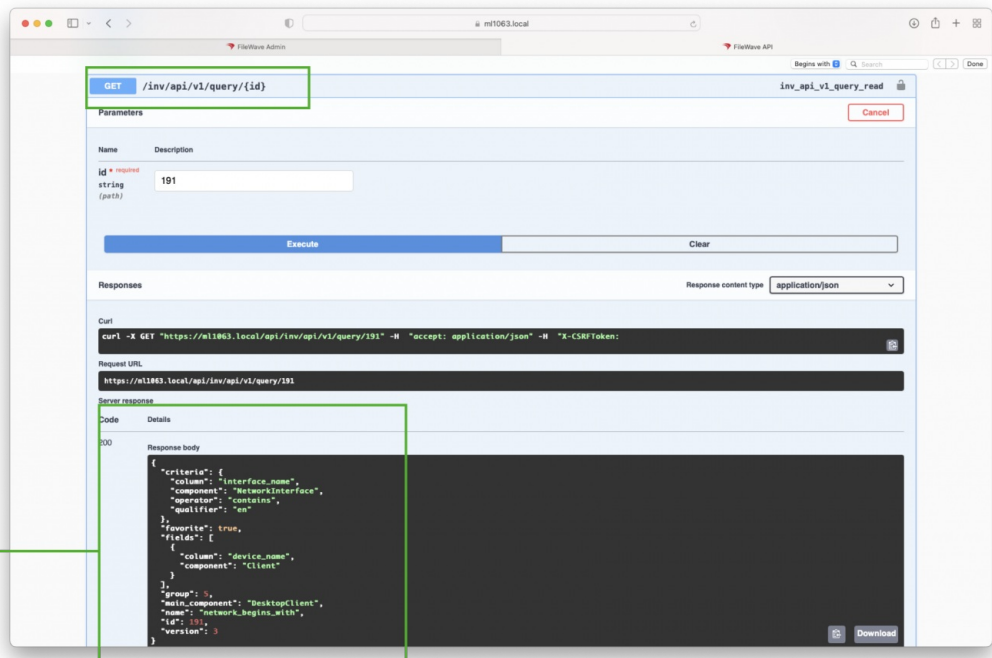 ml1063.local
FileWave Admin
FileWave API
Begins with
Search
Done
GET /inv/api/v1/query/{id}
inv_api_v1_query_read
Parameters
Cancel
Name Description
id * required
string
(path)
191
Execute
Clear
Responses
Response content type application/json
Curl
curl -X GET "https://ml1063.local/api/inv/api/v1/query/191" -H "accept: application/json" -H "X-CSRFToken:
Request URL
https://ml1063.local/api/inv/api/v1/query/191
Server response
Code Details
200
Response body
{
"criteria": {
"column": "interface_name",
"component": "NetworkInterface",
"operator": "contains",
"qualifier": "en"
},
"favorite": true,
"fields": [
{
"column": "device_name",
"component": "Client"
}
],
"group": 5,
"main_component": "DesktopClient",
"name": "network_begins_with",
"id": 191,
"version": 3
}
Download